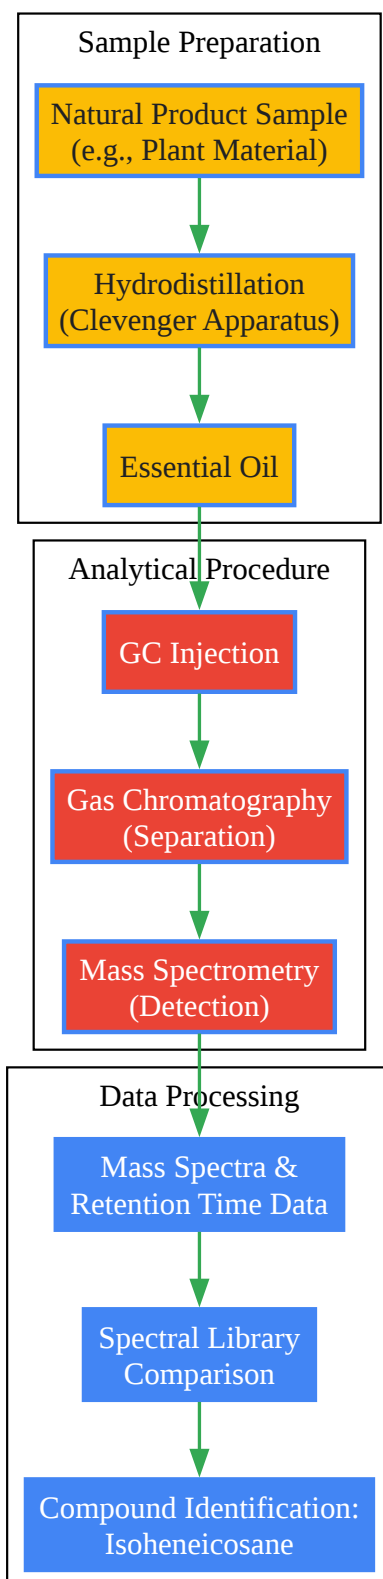 Sample Preparation
Natural Product Sample
(e.g., Plant Material)
Hydrodistillation
(Clevenger Apparatus)
Essential Oil
Analytical Procedure
GC Injection
Gas Chromatography
(Separation)
Mass Spectrometry
(Detection)
Data Processing
Mass Spectra &
Retention Time Data
Spectral Library
Comparison
Compound Identification:
Isoheneicosane